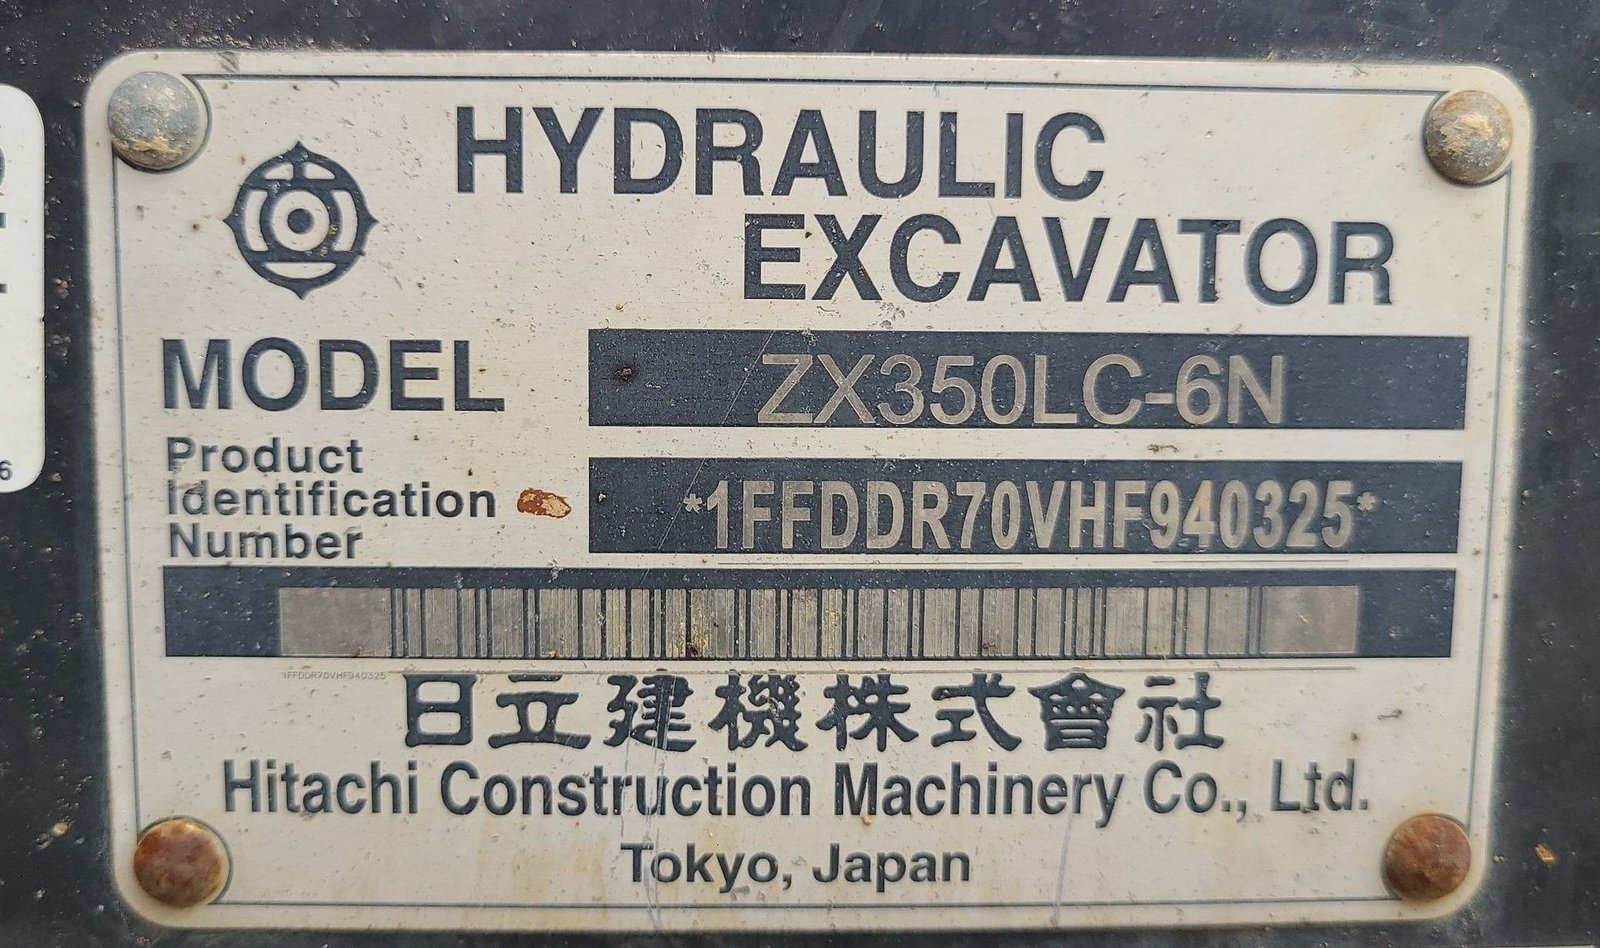 HYDRAULIC
EXCAVATOR
MODEL ZX350LC-6N
Product
Identification
Number
*1FFDDR70VHF940325*
1FFDDR70VHF940325
日立建機株式會社
Hitachi Construction Machinery Co., Ltd.
Tokyo, Japan
6